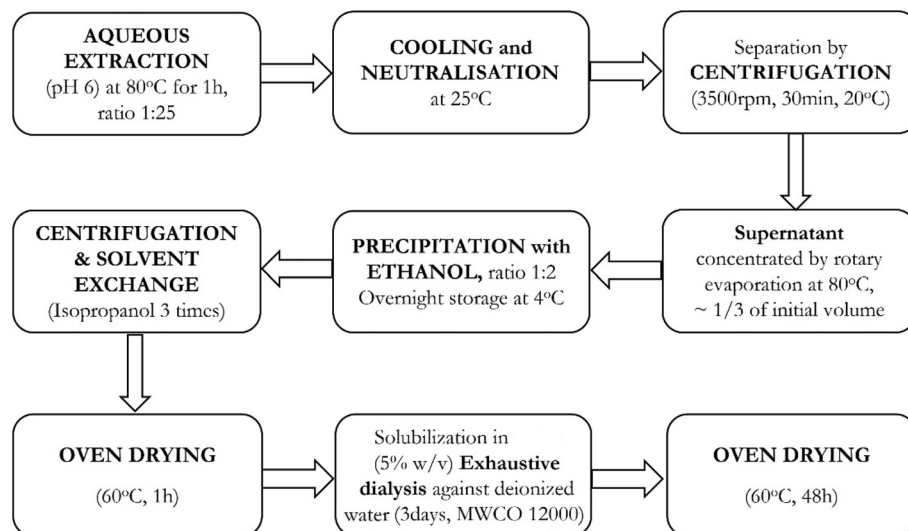 AQUEOUS
EXTRACTION
(pH 6) at 80°C for 1h,
ratio 1:25
COOLING and
NEUTRALISATION
at 25°C
Separation by
CENTRIFUGATION
(3500rpm, 30min, 20°C)
Supernatant
concentrated by rotary
evaporation at 80°C,
~ 1/3 of initial volume
PRECIPITATION with
ETHANOL, ratio 1:2
Overnight storage at 4°C
CENTRIFUGATION
& SOLVENT
EXCHANGE
(Isopropanol 3 times)
OVEN DRYING
(60°C, 1h)
Solubilization in
(5% w/v) Exhaustive
dialysis against deionized
water (3days, MWCO 12000)
OVEN DRYING
(60°C, 48h)